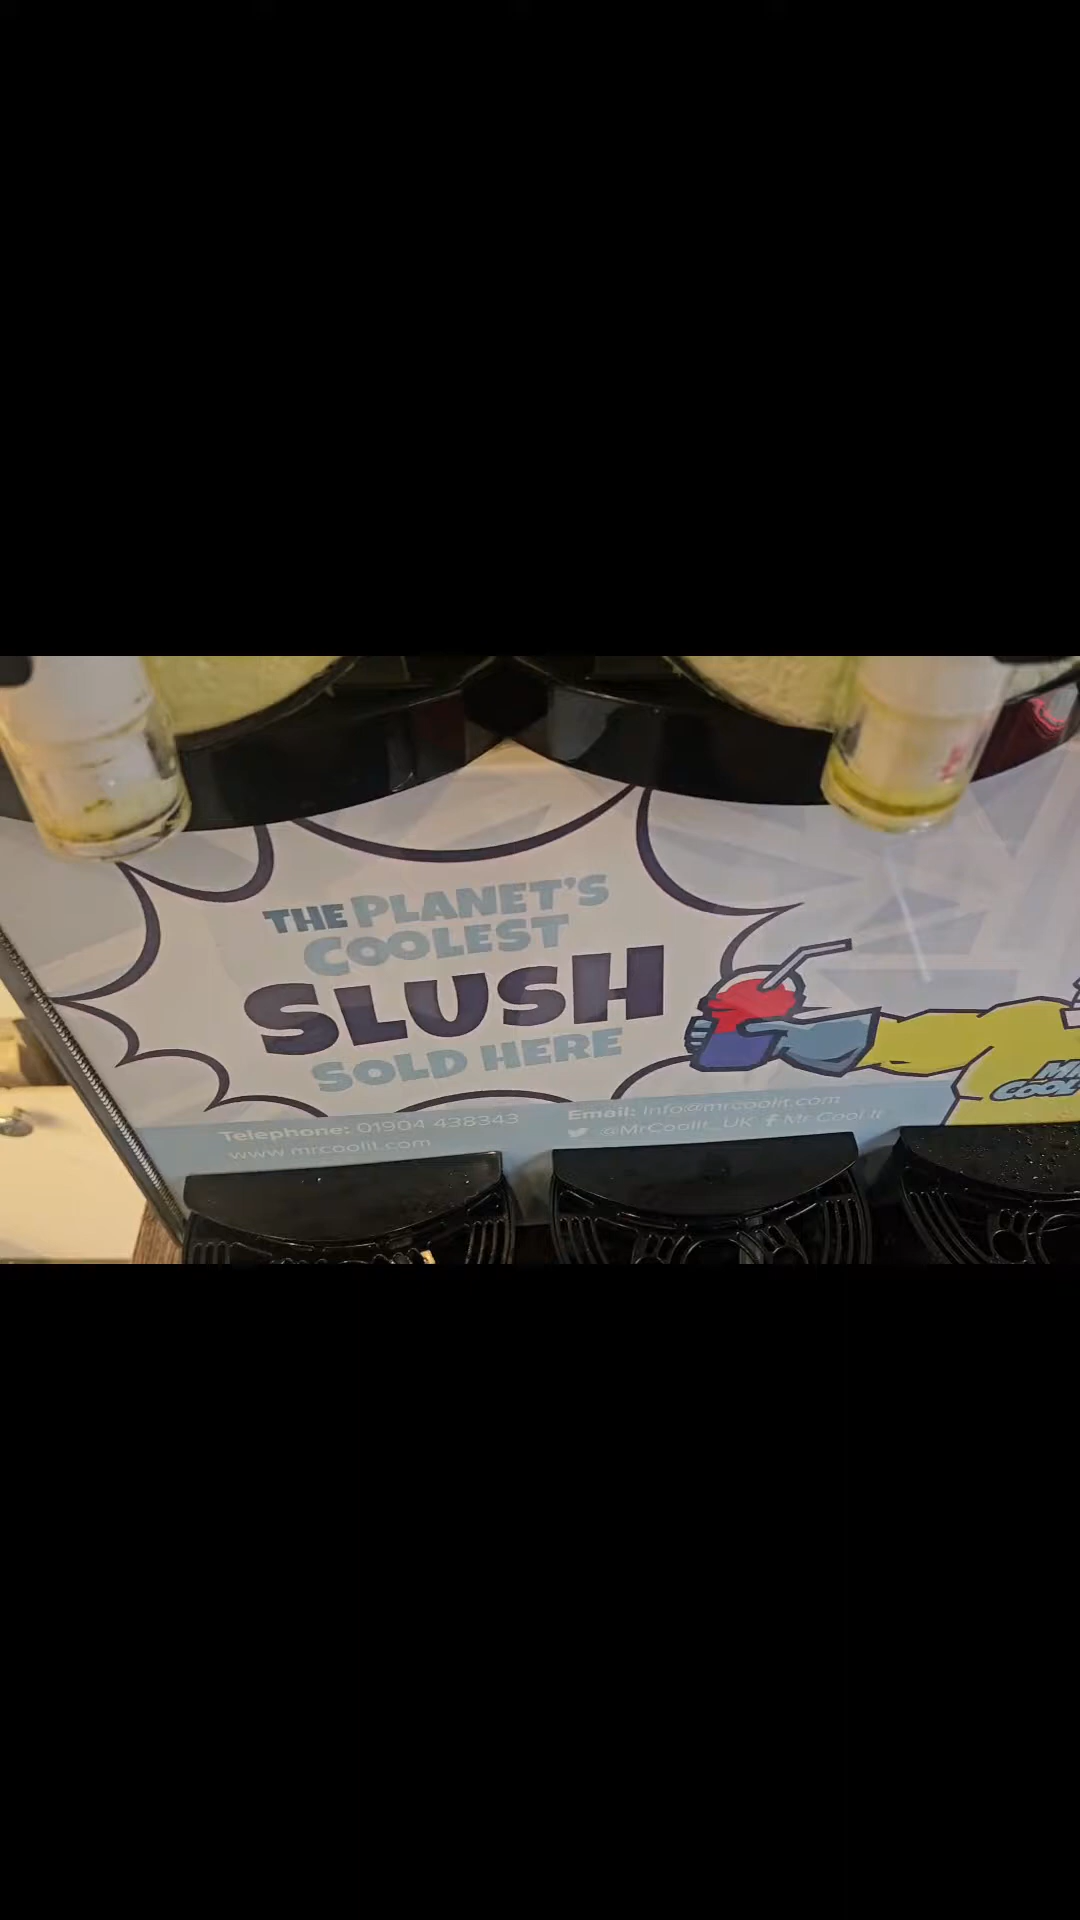 THE PLANET'S
COOLEST
SLUSH
SOLD HERE
Telephone: 01904 438343
www.mrcoolit.com
Email: info@mrcoolit.com
@MrCoolIt_UK f Mr Cool It
COOL